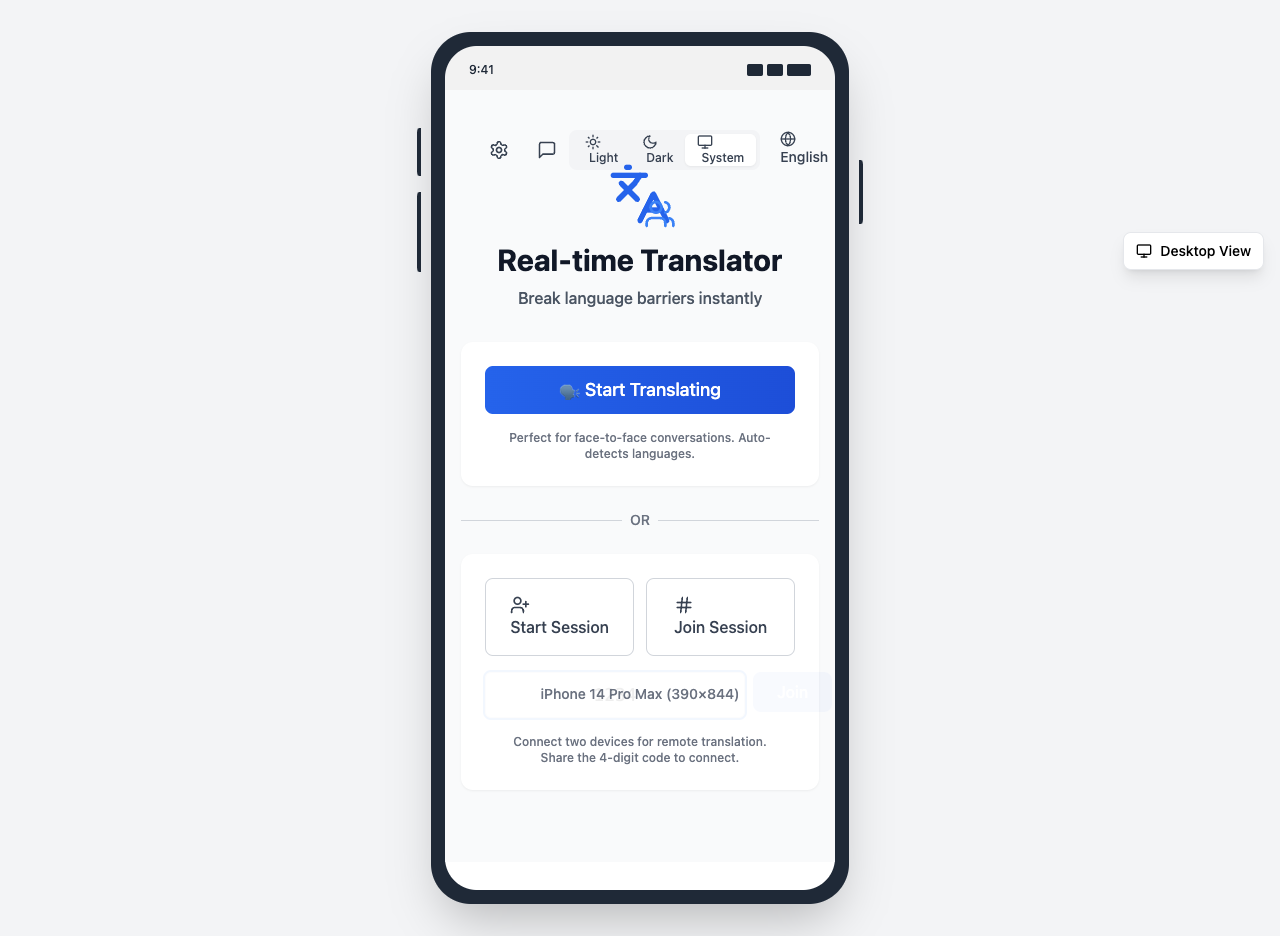 9:41
Light
Dark
System
English
Real-time Translator
Break language barriers instantly
Desktop View
Start Translating
Perfect for face-to-face conversations. Auto-
detects languages.
OR
Start Session
Join Session
iPhone 14 Pro Max (390×844)
Join
Connect two devices for remote translation.
Share the 4-digit code to connect.